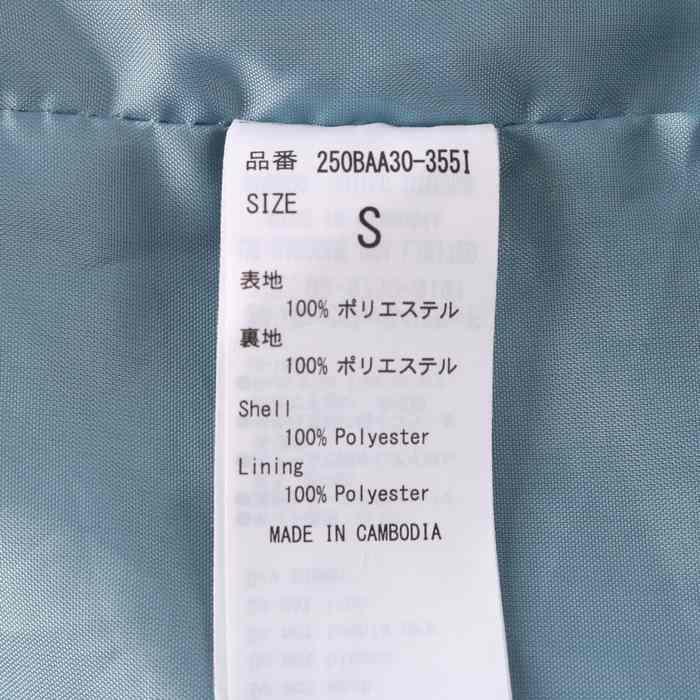 品番 250BAA30-355I
SIZE S
表地
100% ポリエステル
裏地
100% ポリエステル
Shell
100% Polyester
Lining
100% Polyester
MADE IN CAMBODIA